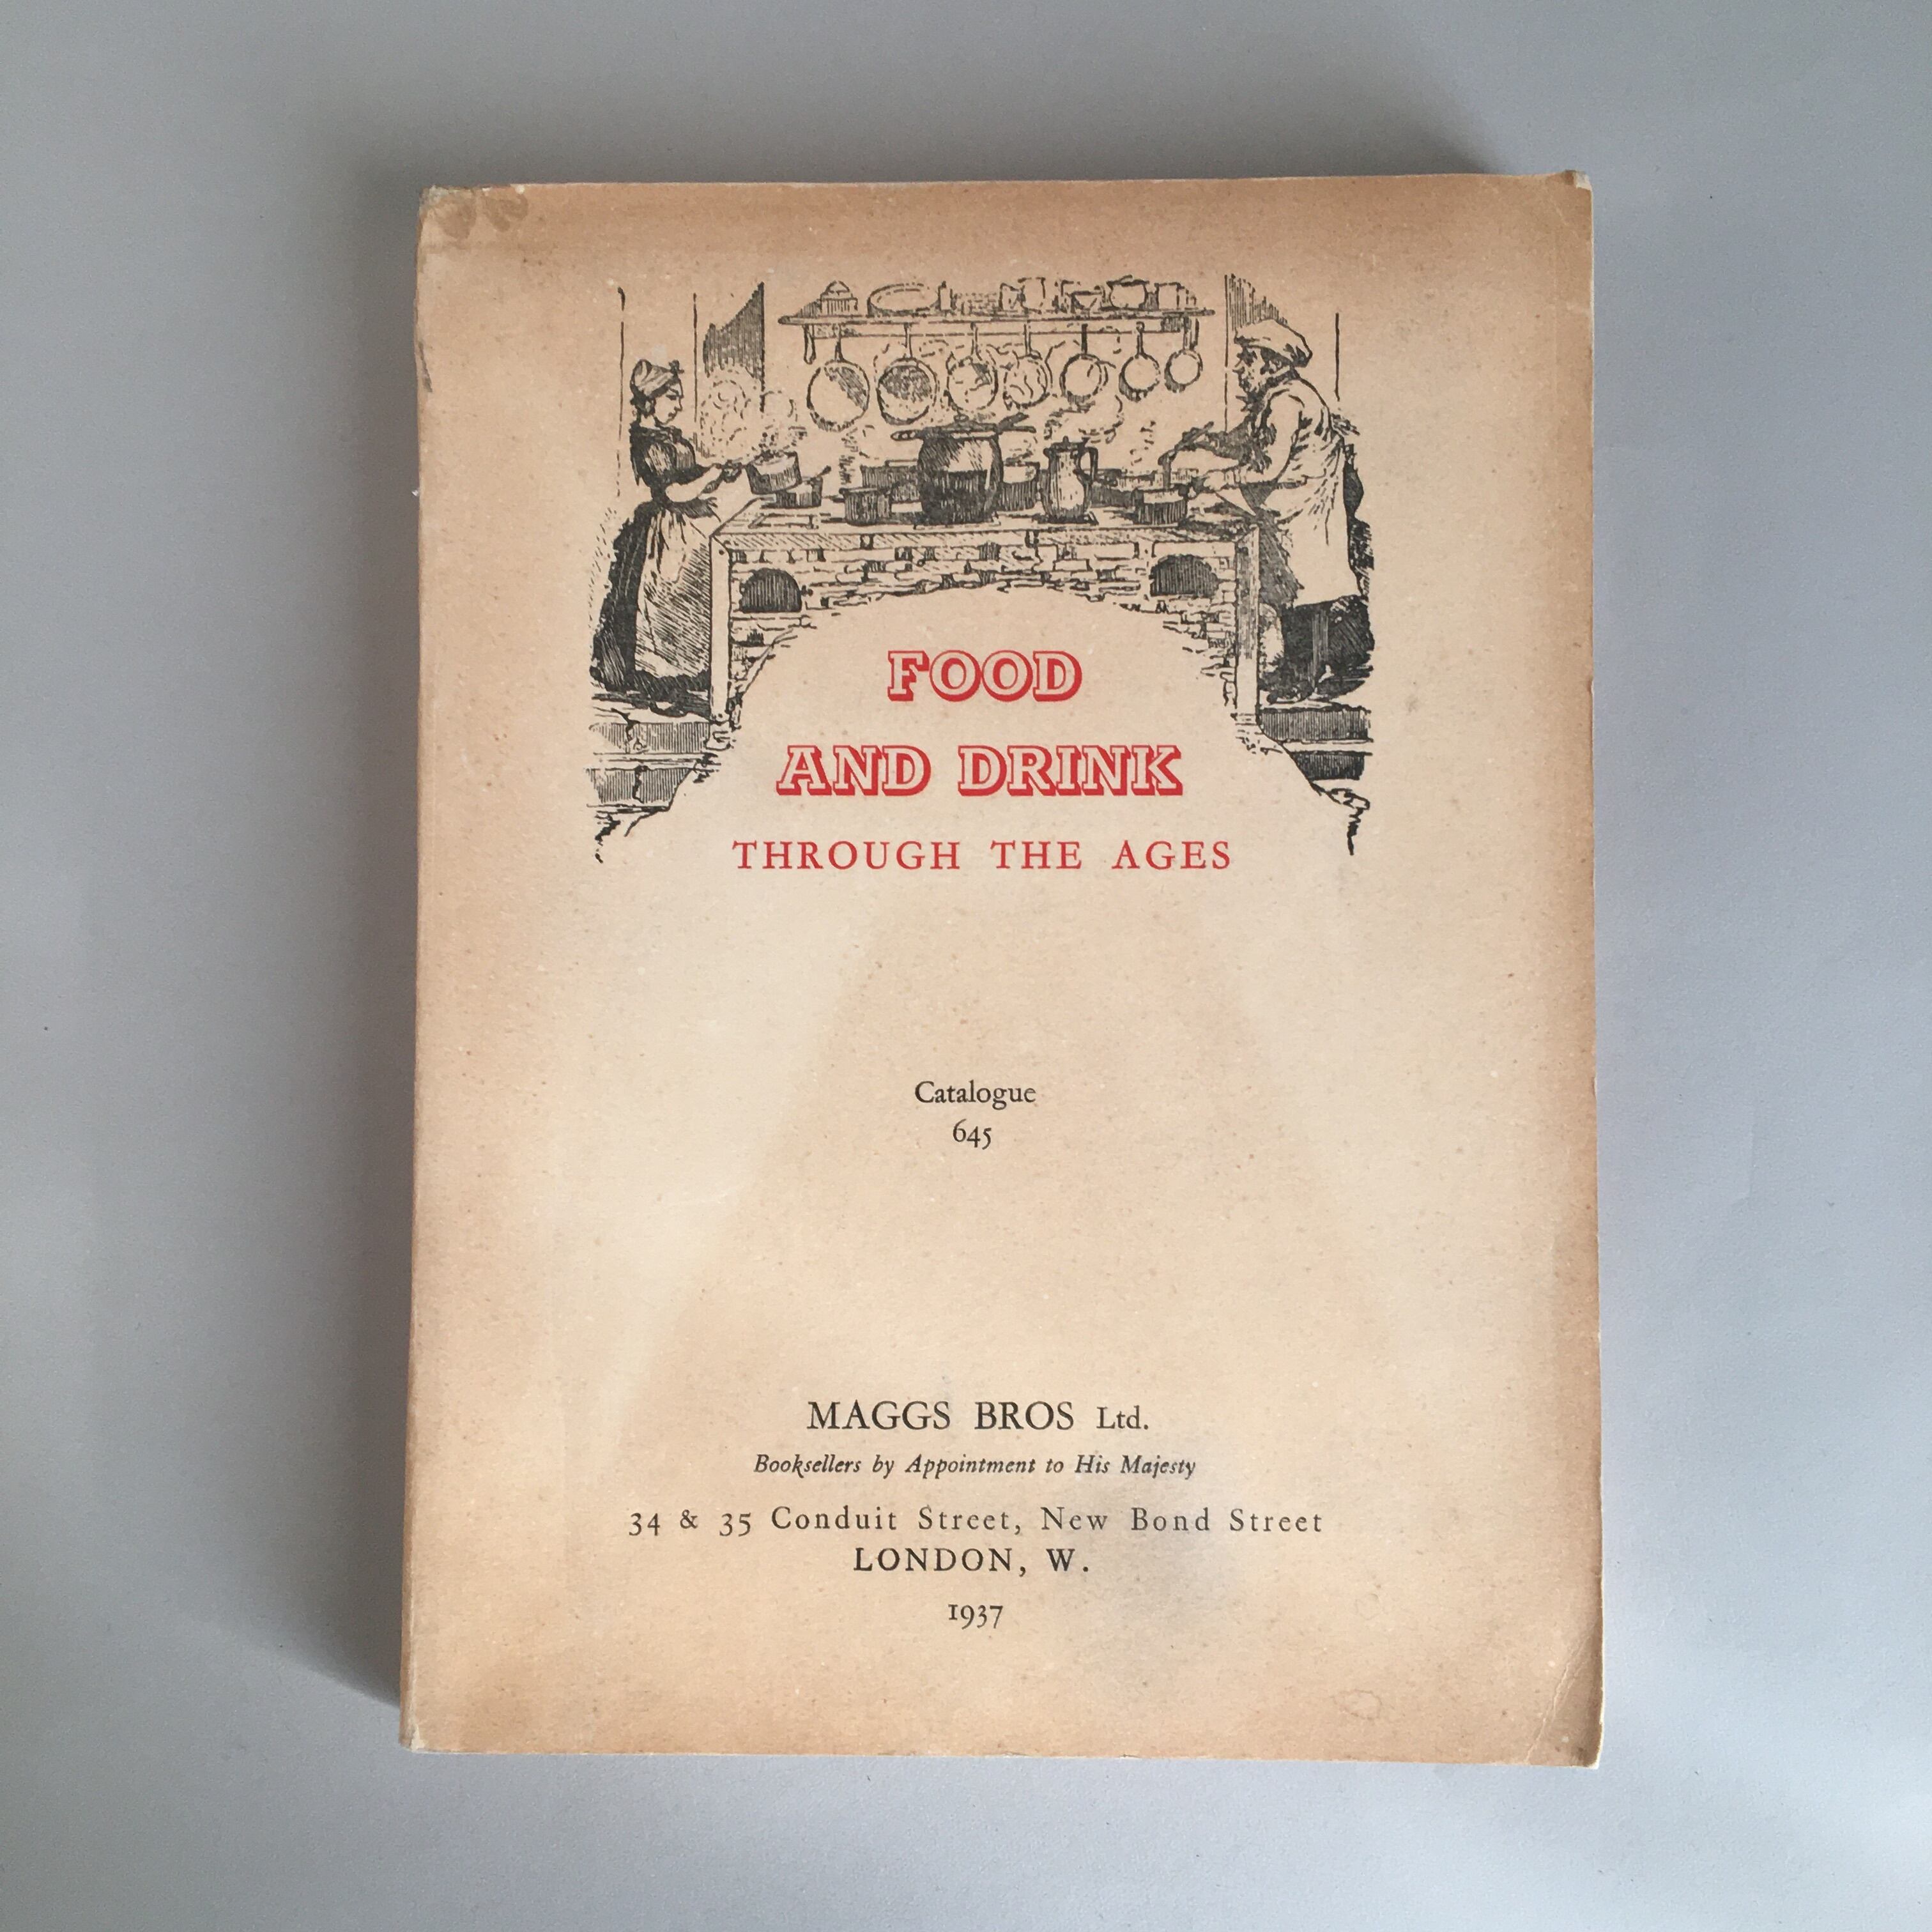 FOOD
AND DRINK
THROUGH THE AGES
Catalogue
645
MAGGS BROS Ltd.
Booksellers by Appointment to His Majesty
34 & 35 Conduit Street, New Bond Street
LONDON, W.
1937